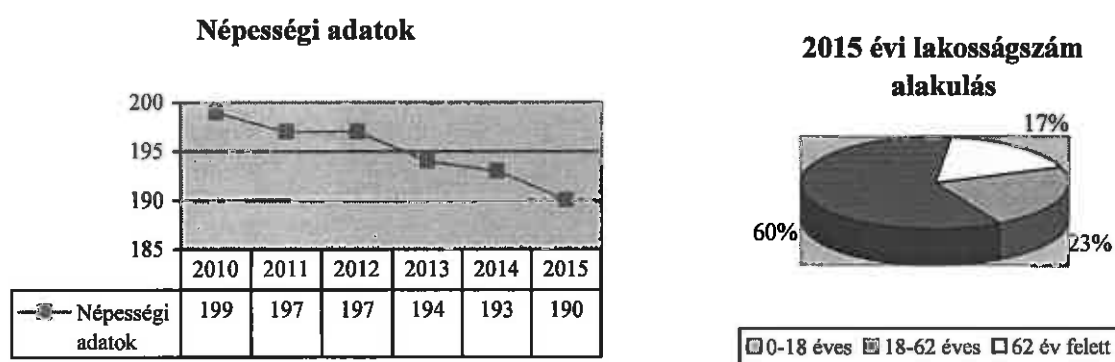 Népességi adatok
200
195
190
185
2010 2011 2012 2013 2014 2015
Népességi adatok 199 197 197 194 193 190
2015 évi lakosságszám
alakulás
17%
60%
23%
0-18 éves 18-62 éves 62 év felett